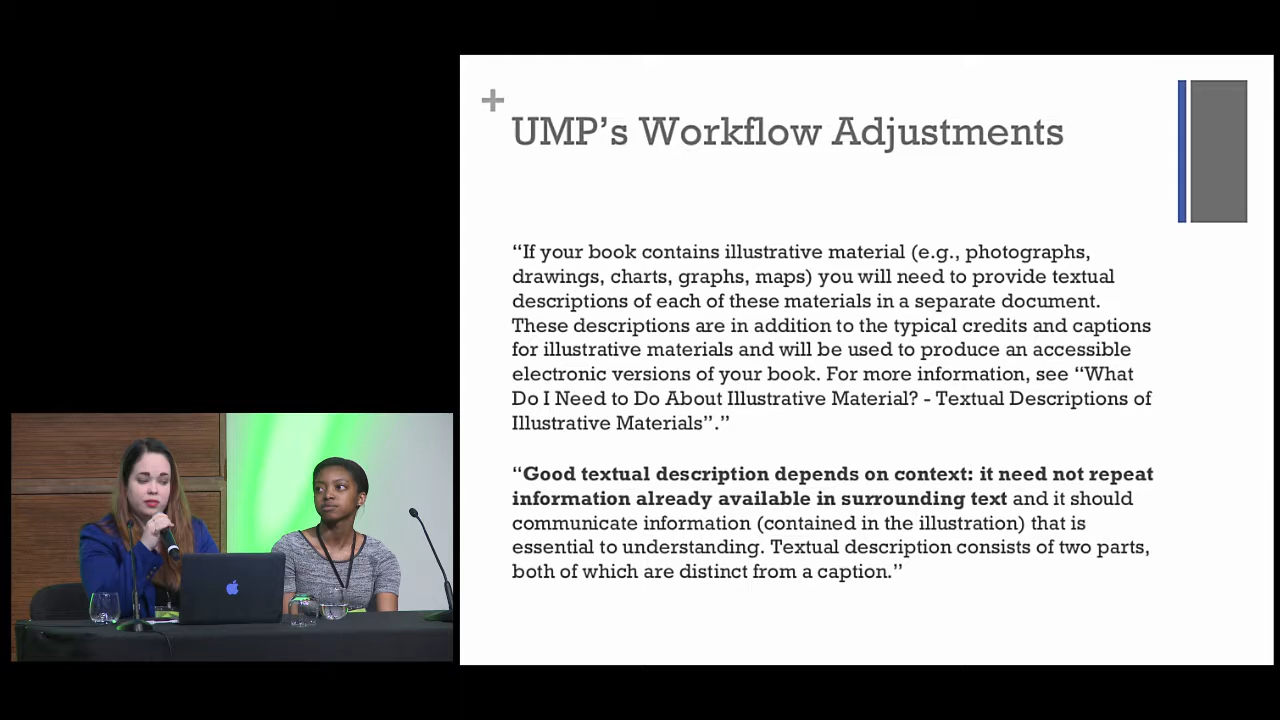 +
UMP’s Workflow Adjustments
“If your book contains illustrative material (e.g., photographs,
drawings, charts, graphs, maps) you will need to provide textual
descriptions of each of these materials in a separate document.
These descriptions are in addition to the typical credits and captions
for illustrative materials and will be used to produce an accessible
electronic versions of your book. For more information, see “What
Do I Need to Do About Illustrative Material? - Textual Descriptions of
Illustrative Materials”.”
“Good textual description depends on context: it need not repeat
information already available in surrounding text and it should
communicate information (contained in the illustration) that is
essential to understanding. Textual description consists of two parts,
both of which are distinct from a caption.”